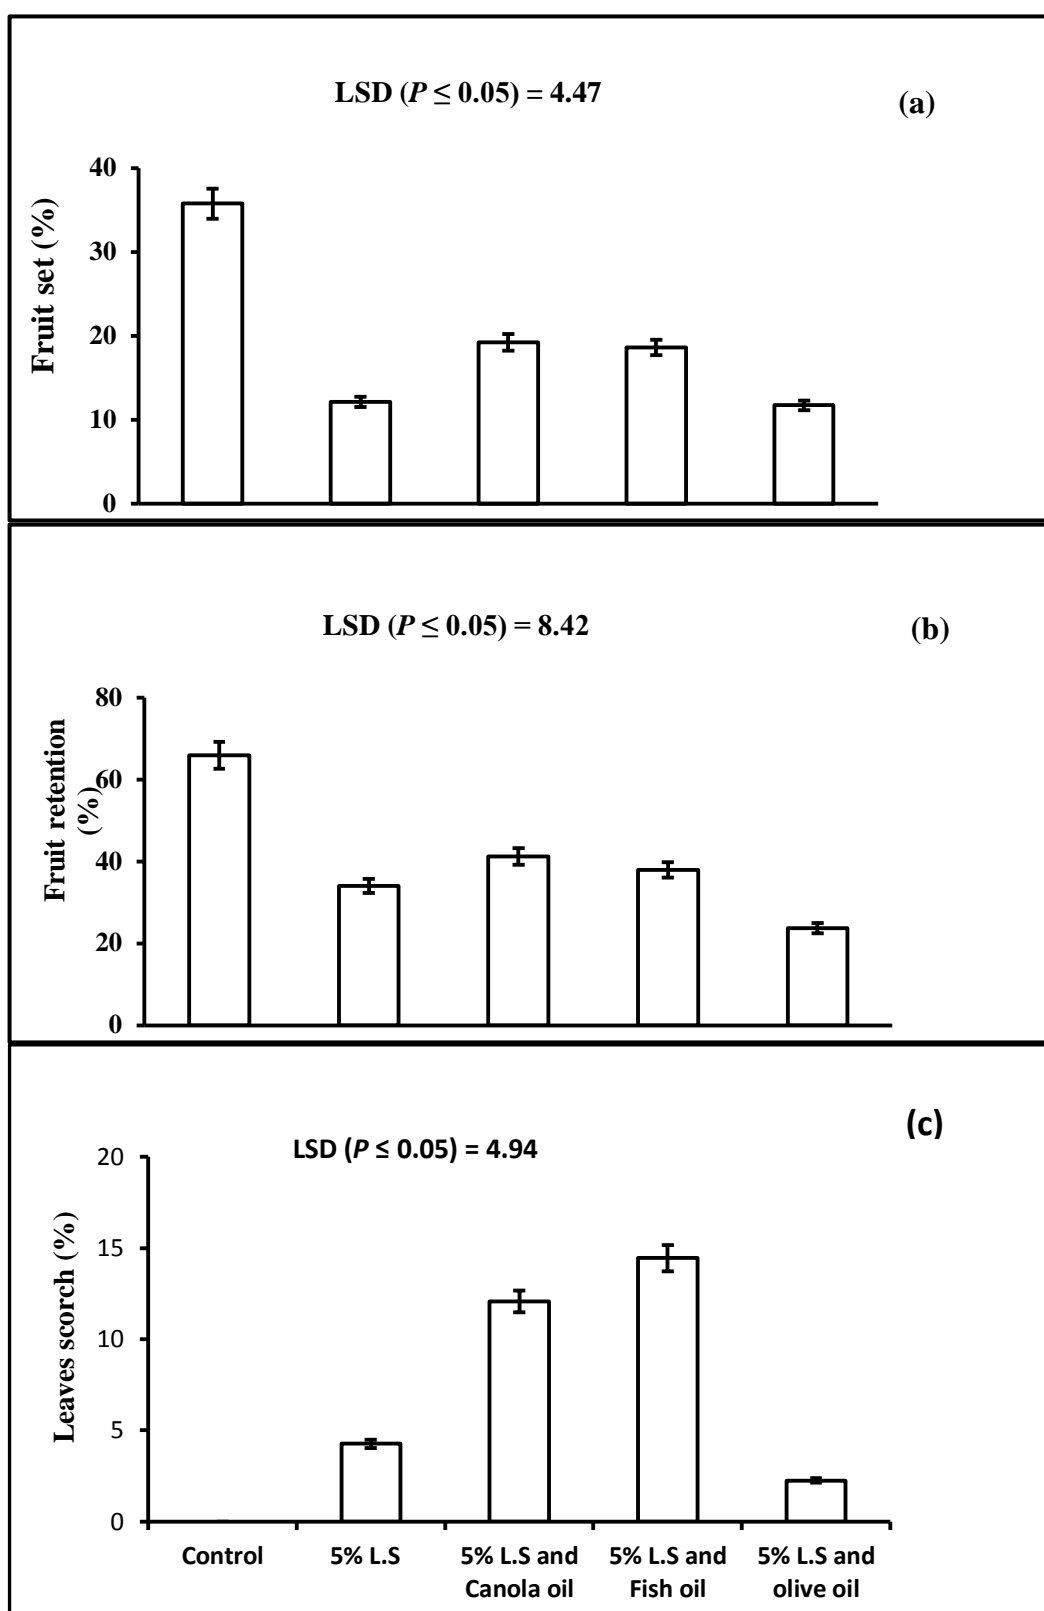 LSD (P ≤ 0.05) = 4.47
(a)
Fruit set (%)
40
30
20
10
0
LSD (P ≤ 0.05) = 8.42
(b)
Fruit retention
(%)
80
60
40
20
0
(c)
LSD (P ≤ 0.05) = 4.94
Leaves scorch (%)
20
15
10
5
0
Control
5% L.S
5% L.S and
Canola oil
5% L.S and
Fish oil
5% L.S and
olive oil